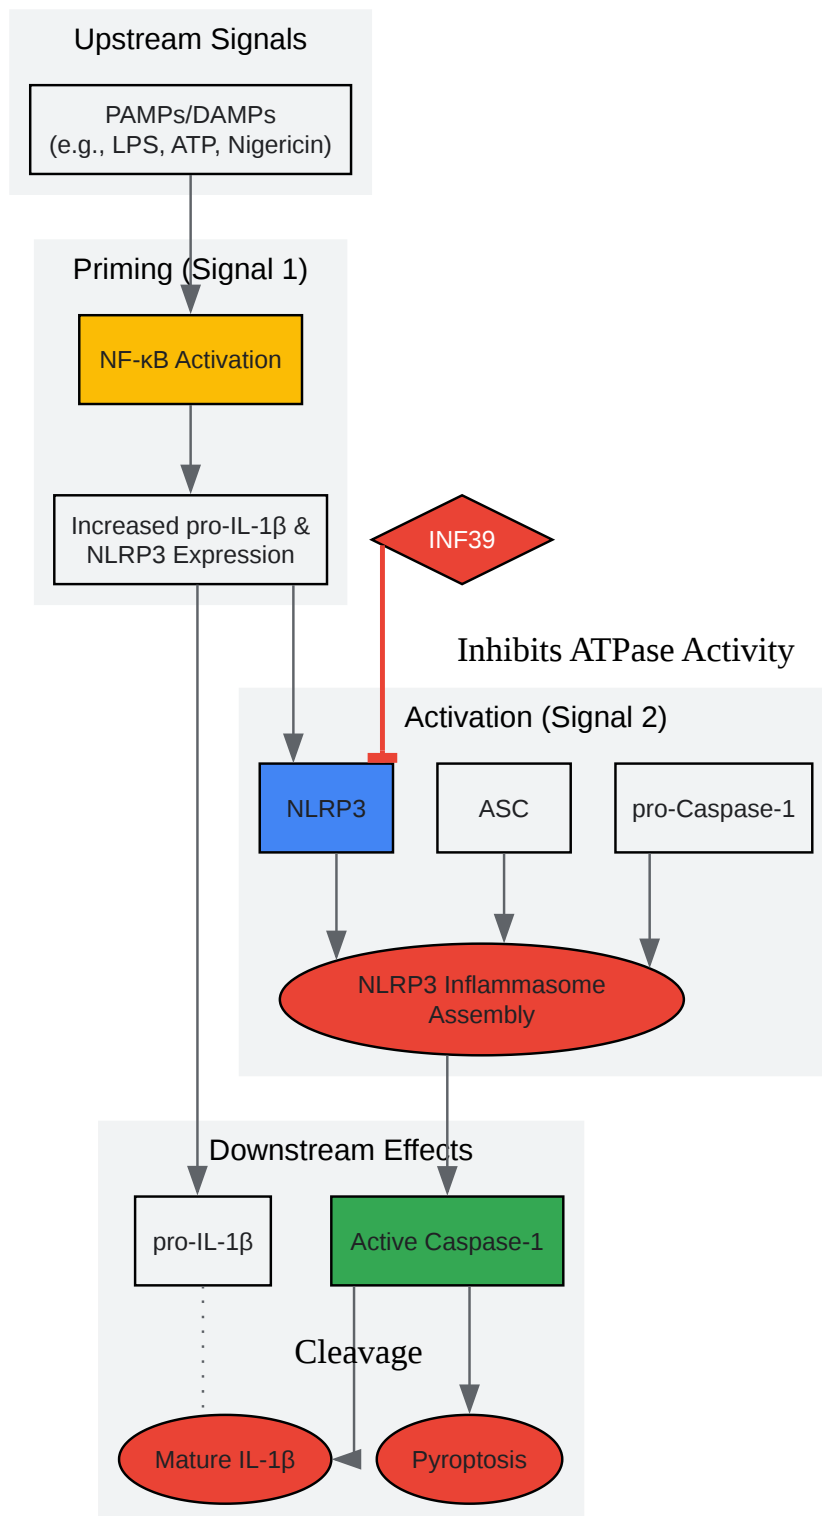 Upstream Signals
PAMPs/DAMPs
(e.g., LPS, ATP, Nigericin)
Priming (Signal 1)
NF-κB Activation
Increased pro-IL-1β &
NLRP3 Expression
INF39
Inhibits ATPase Activity
Activation (Signal 2)
NLRP3
ASC
pro-Caspase-1
NLRP3 Inflammasome
Assembly
Downstream Effects
pro-IL-1β
Active Caspase-1
Cleavage
Mature IL-1β
Pyroptosis